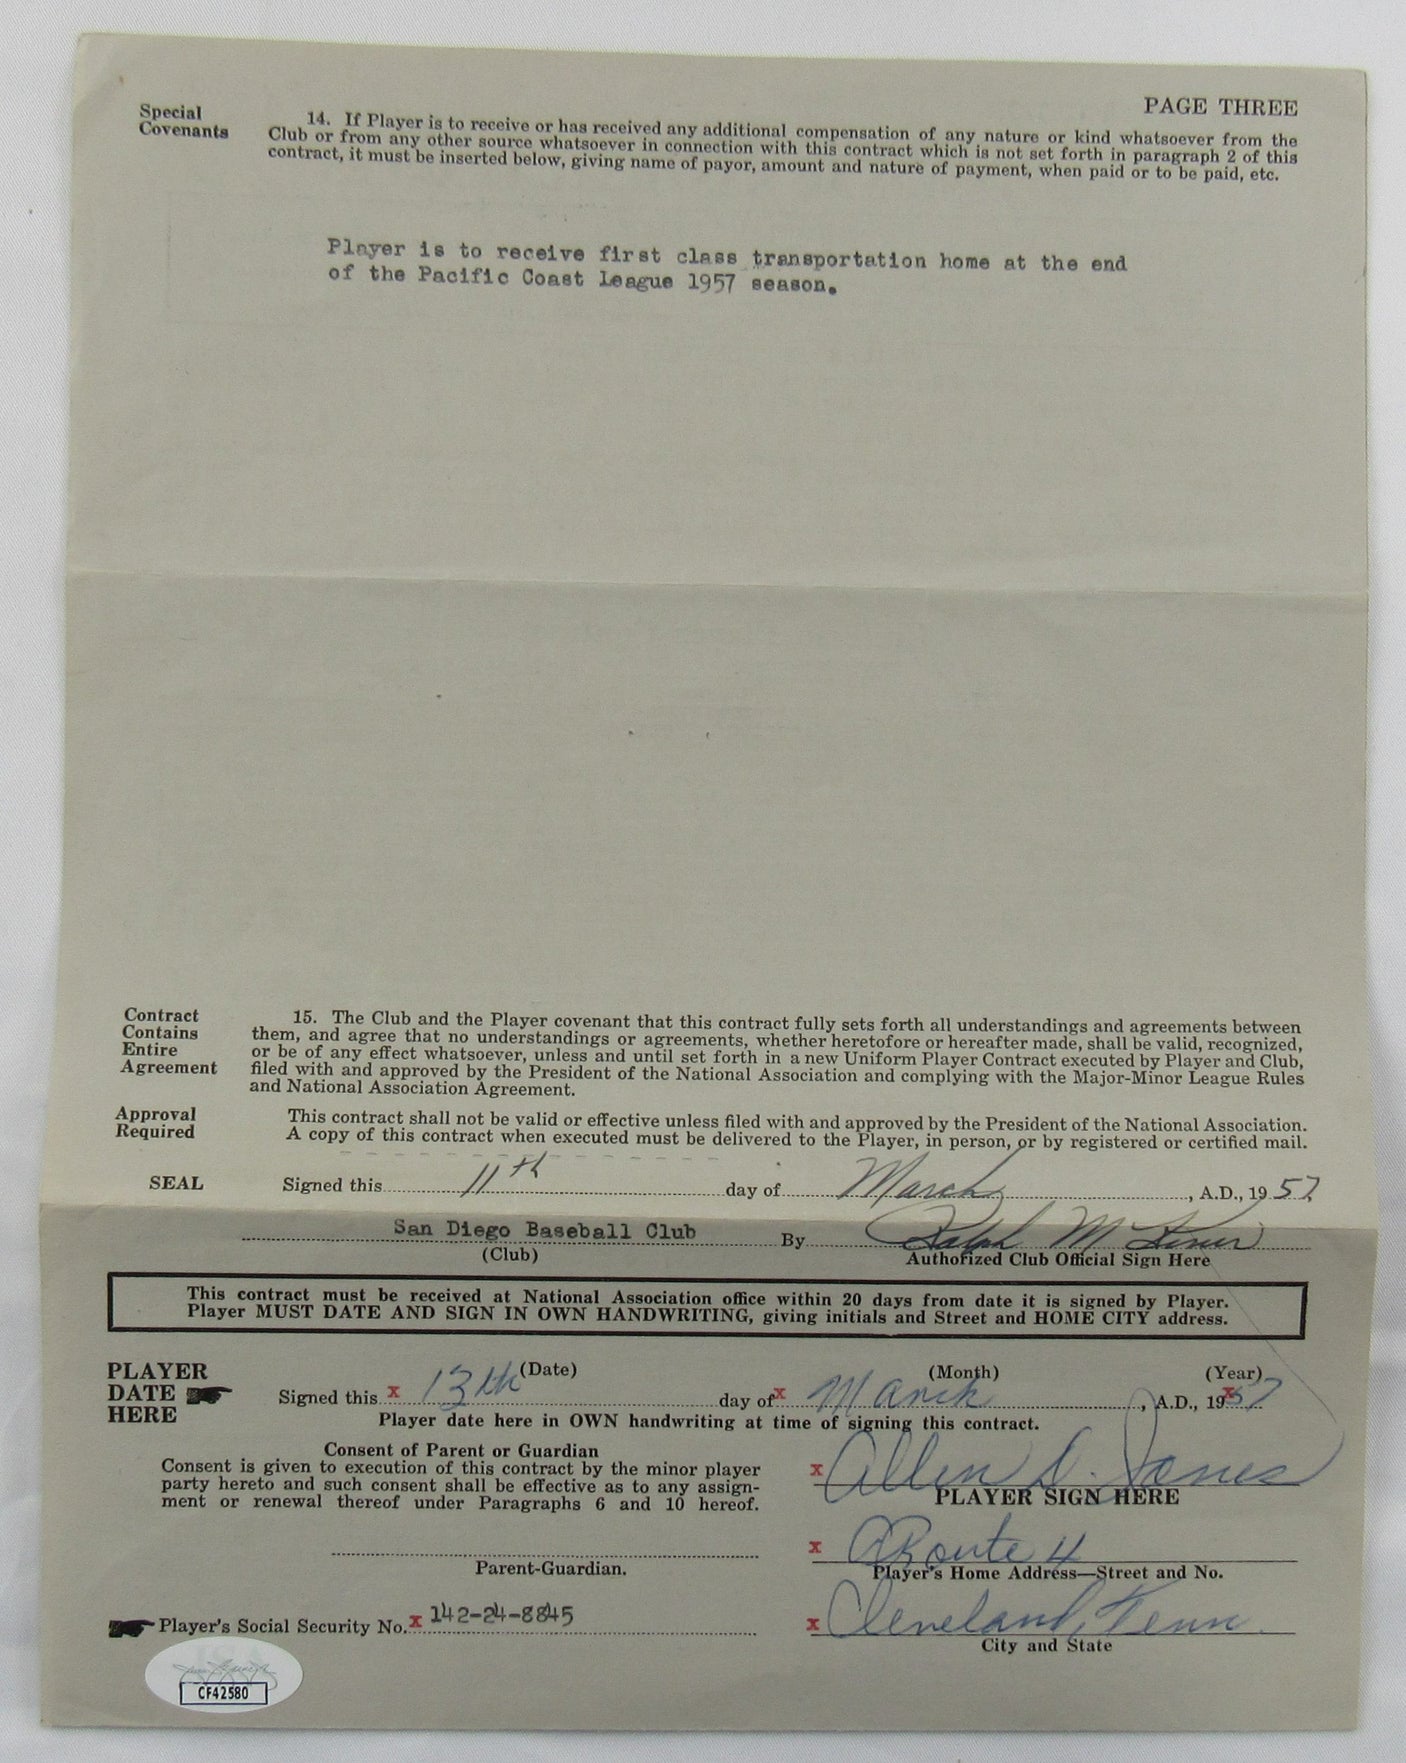 PAGE THREE
Special
Covenants
14. If Player is to receive or has received any additional compensation of any nature or kind whatsoever from the
Club or from any other source whatsoever in connection with this contract which is not set forth in paragraph 2 of this
contract, it must be inserted below, giving name of payor, amount and nature of payment, when paid or to be paid, etc.
Player is to receive first class transportation home at the end
of the Pacific Coast League 1957 season.
Contract
Contains
Entire
Agreement
15. The Club and the Player covenant that this contract fully sets forth all understandings and agreements between
them, and agree that no understandings or agreements, whether heretofore or hereafter made, shall be valid, recognized,
or be of any effect whatsoever, unless and until set forth in a new Uniform Player Contract executed by Player and Club,
filed with and approved by the President of the National Association and complying with the Major-Minor League Rules
and National Association Agreement.
Approval
Required
This contract shall not be valid or effective unless filed with and approved by the President of the National Association.
A copy of this contract when executed must be delivered to the Player, in person, or by registered or certified mail.
SEAL Signed this 11th day of March, A.D., 1957
San Diego Baseball Club By Ralph
(Club) Authorized Club Official Sign Here
This contract must be received at National Association office within 20 days from date it is signed by Player.
Player MUST DATE AND SIGN IN OWN HANDWRITING, giving initials and Street and HOME CITY address.
PLAYER
DATE
HERE
(Date) (Month) (Year)
Signed this x 13th day of x March, A.D., 19x57
Player date here in OWN handwriting at time of signing this contract.
Consent of Parent or Guardian
Consent is given to execution of this contract by the minor player
party hereto and such consent shall be effective as to any assign-
ment or renewal thereof under Paragraphs 6 and 10 hereof.
x Allen D. Jones
PLAYER SIGN HERE
x Route 4
Parent-Guardian. Player's Home Address—Street and No.
Player's Social Security No. x 142-24-8845
x Cleveland, Tenn.
City and State
CF42580